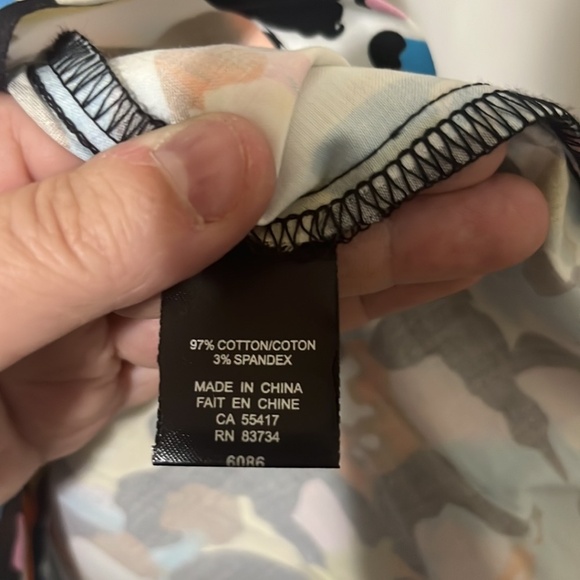 97% COTTON/COTON
3% SPANDEX
MADE IN CHINA
FAIT EN CHINE
CA 55417
RN 83734
6086